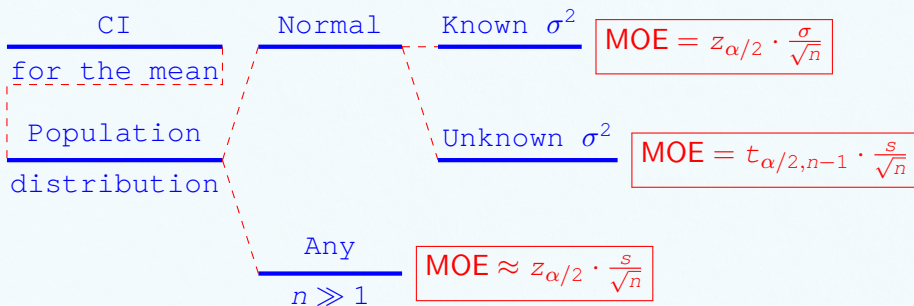 CI
for the mean
Population
distribution
Normal
Known σ²
MOE = z_{α/2} · σ/√n
Unknown σ²
MOE = t_{α/2,n−1} · s/√n
Any
n ≫ 1
MOE ≈ z_{α/2} · s/√n